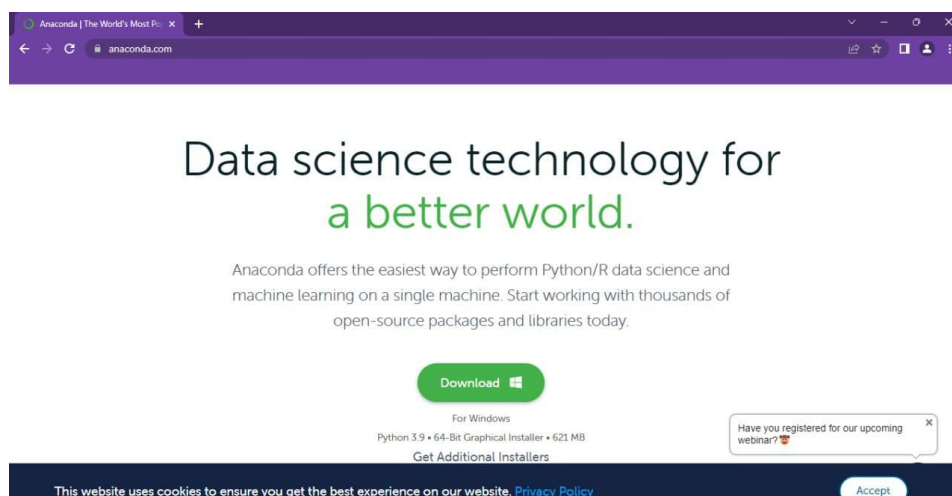 Anaconda | The World's Most Po
anaconda.com
Data science technology for
a better world.
Anaconda offers the easiest way to perform Python/R data science and
machine learning on a single machine. Start working with thousands of
open-source packages and libraries today.
Download
For Windows
Python 3.9 • 64-Bit Graphical Installer • 621 MB
Get Additional Installers
Have you registered for our upcoming
webinar?
This website uses cookies to ensure you get the best experience on our website. Privacy Policy
Accept